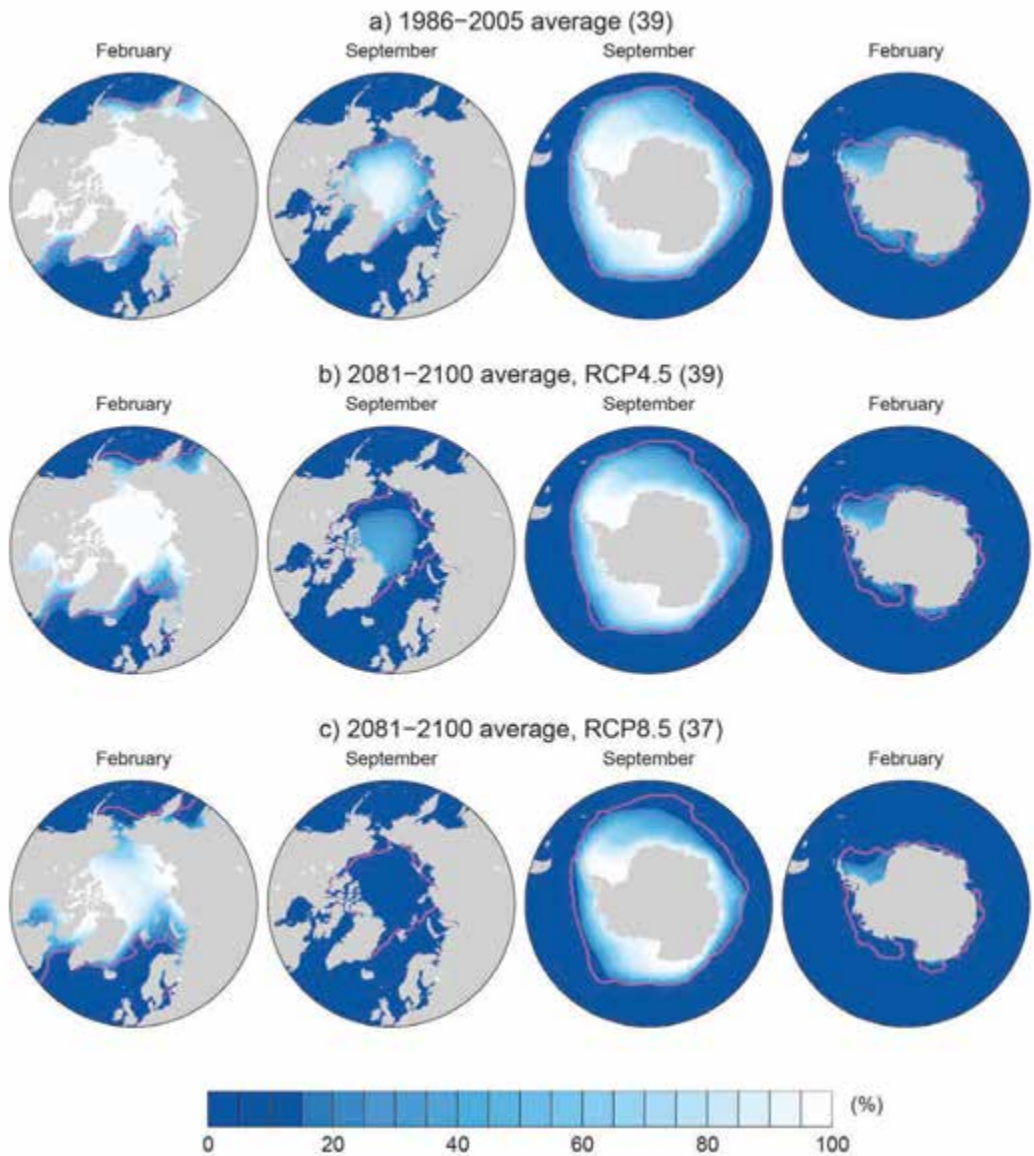 a) 1986−2005 average (39)
February September September February
b) 2081−2100 average, RCP4.5 (39)
February September September February
c) 2081−2100 average, RCP8.5 (37)
February September September February
(%)
0 20 40 60 80 100